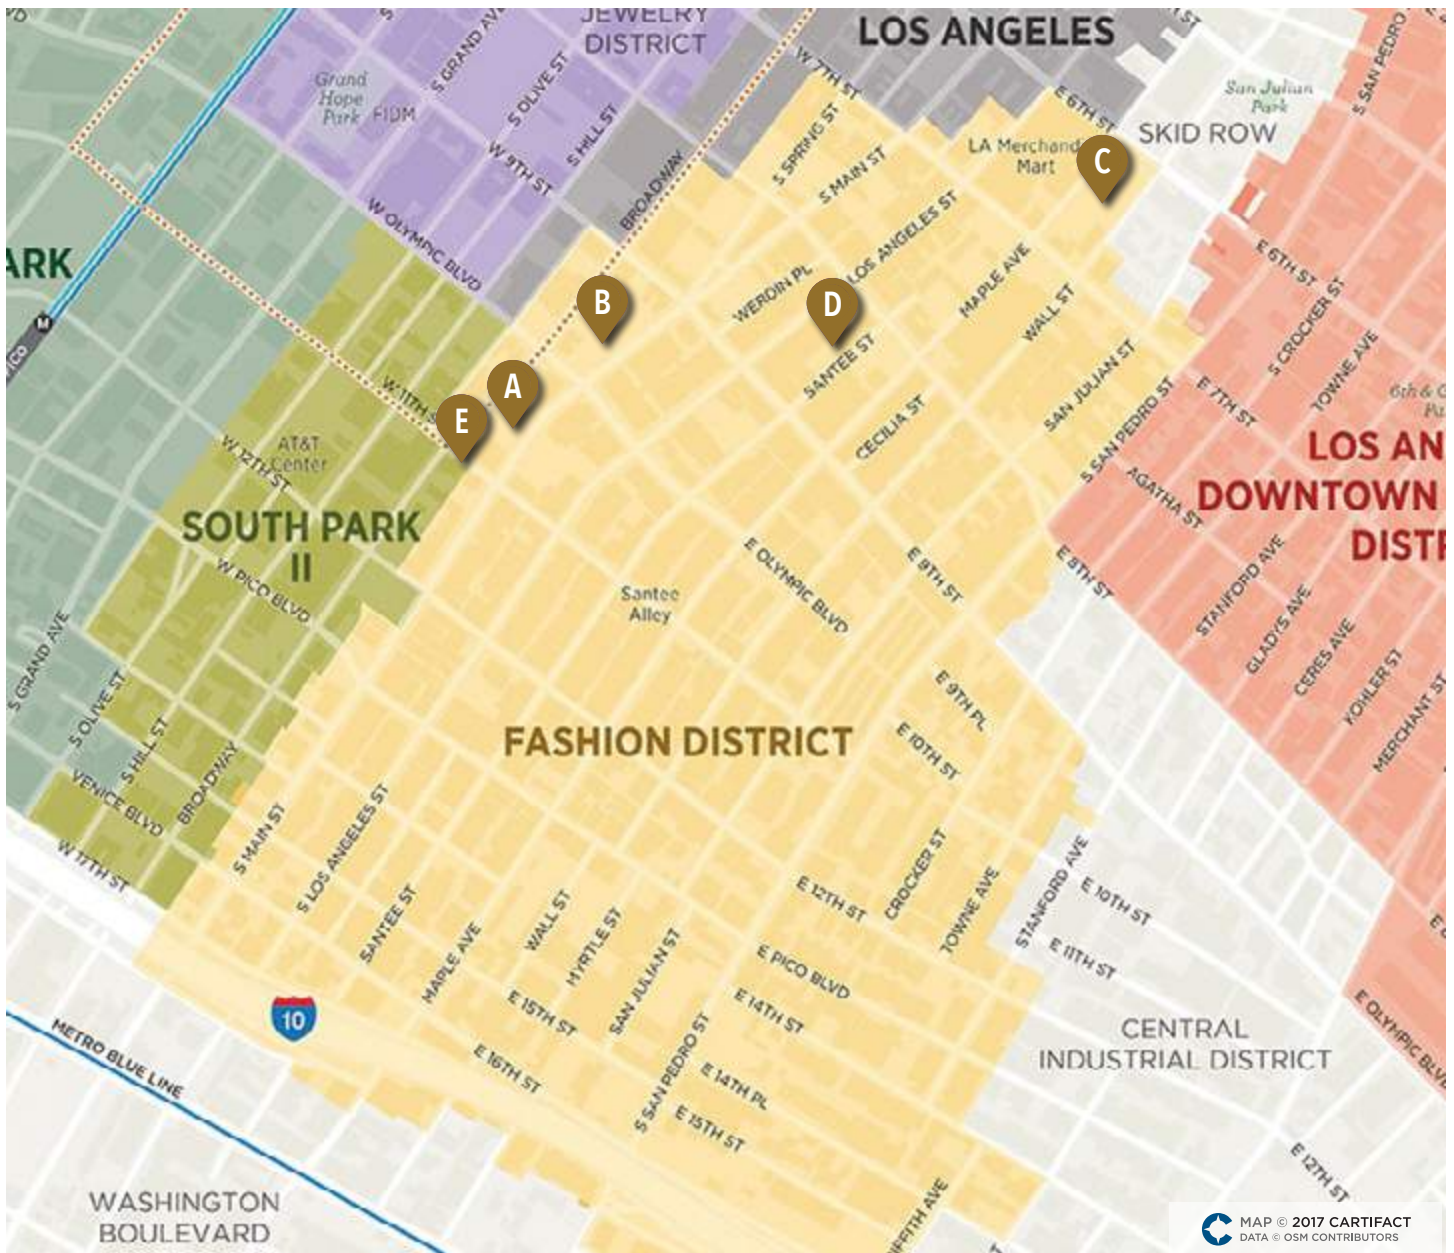 JEWELRY
DISTRICT
LOS ANGELES
S GRAND AVE
S OLIVE ST
W 7TH ST
E 6TH ST
San Julian
Park
S SAN PEDRO
Grand
Hope
Park
FIDM
S HILL ST
S SPRING ST
LA Merchand
Mart
SKID ROW
C
W 9TH ST
BROADWAY
S MAIN ST
W OLYMPIC BLVD
LOS ANGELES ST
ARK
WERDIN PL
MAPLE AVE
E 6TH ST
B
D
WALL ST
S CROCKER ST
M
PICO
SANTEE ST
SAN JULIAN ST
TOWNE AVE
W 11TH S
A
E
CECILIA ST
S SAN PEDRO ST
E 7TH ST
6th & G
Pa
AT&T
Center
W 12TH ST
LOS AN
DOWNTOWN
DISTR
AGATHA ST
SOUTH PARK
II
W PICO BLVD
E OLYMPIC BLVD
E 8TH ST
E 8TH ST
STANFORD AVE
Santee
Alley
GLADYS AVE
CERES AVE
KOHLER ST
MERCHANT ST
S GRAND AVE
S OLIVE ST
S HILL ST
E 9TH PL
FASHION DISTRICT
E 10TH ST
VENICE BLVD
BROADWAY
S MAIN ST
S LOS ANGELES ST
W 17TH ST
SANTEE ST
MAPLE AVE
WALL ST
MYRTLE ST
SAN JULIAN ST
E 12TH ST
CROCKER ST
TOWNE AVE
STANFORD AVE
E 10TH ST
E 11TH ST
E PICO BLVD
E 14TH ST
E 15TH ST
E 16TH ST
10
METRO BLUE LINE
S SAN PEDRO ST
E 14TH PL
E 15TH ST
CENTRAL
INDUSTRIAL DISTRICT
E OLYMPIC BLV
E 12TH ST
WASHINGTON
BOULEVARD
FFITH AVE
MAP © 2017 CARTIFACT
DATA © OSM CONTRIBUTORS